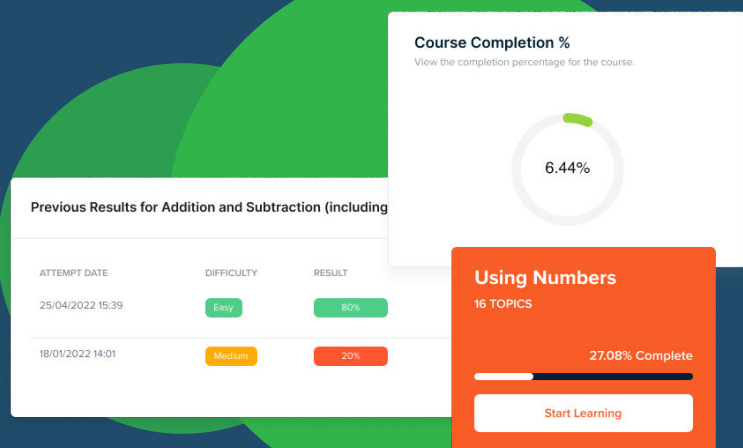 Course Completion %
View the completion percentage for the course.
6.44%
Previous Results for Addition and Subtraction (including
ATTEMPT DATE DIFFICULTY RESULT
25/04/2022 15:39 Easy 80%
18/01/2022 14:01 Medium 20%
Using Numbers
16 TOPICS
27.08% Complete
Start Learning